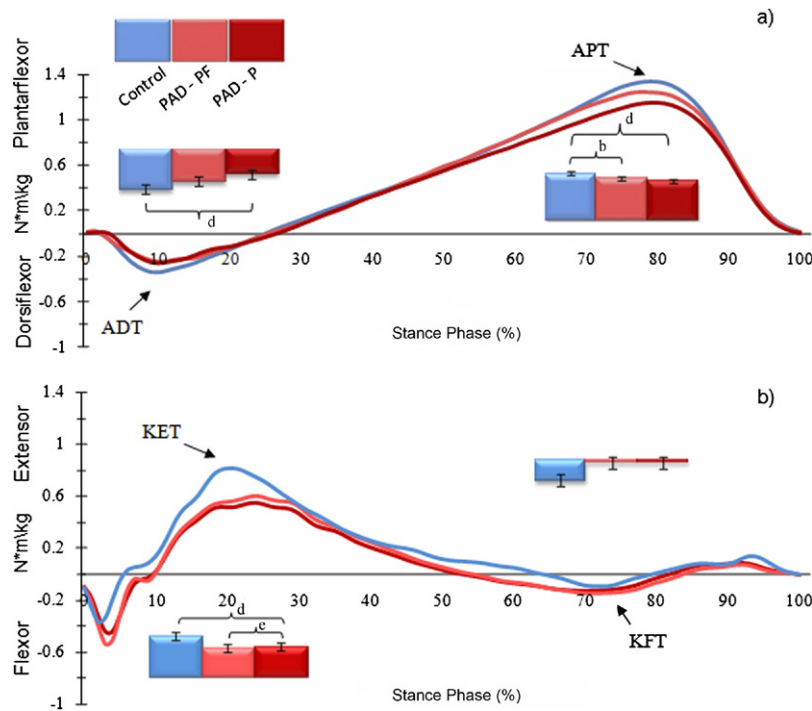 a)
Control
PAD - PF
PAD - P
APT
1.4
1
0.6
0.2
-0.2
-0.6
-1
Dorsiflexor N*m\kg Plantarflexor
d
b
d
0 10 20 30 40 50 60 70 80 90 100
ADT
Stance Phase (%)
b)
KET
1.4
1
0.6
0.2
-0.2
-0.6
-1
Flexor N*m\kg Extensor
0 10 20 30 40 50 60 70 80 90 100
d
e
KFT
Stance Phase (%)